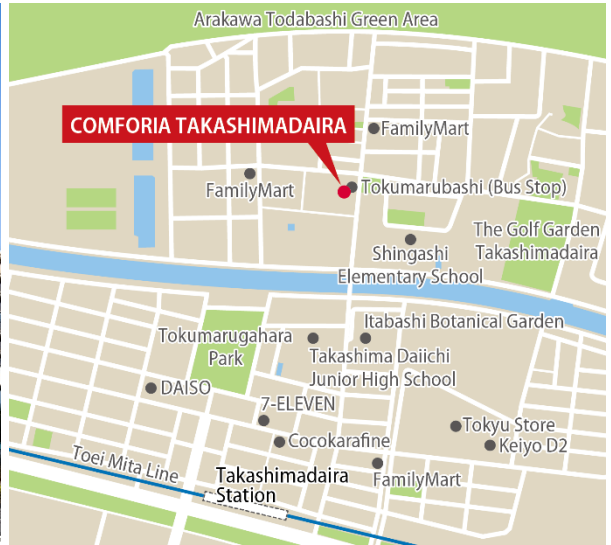 Arakawa Todabashi Green Area
COMFORIA TAKASHIMADAIRA
FamilyMart
FamilyMart
Tokumarubashi (Bus Stop)
The Golf Garden
Takashimadaira
Shingashi
Elementary School
Itabashi Botanical Garden
Tokumarugahara
Park
Takashima Daiichi
Junior High School
DAISO
7-ELEVEN
Tokyu Store
Cocokarafine
Keiyo D2
Toei Mita Line
Takashimadaira
Station
FamilyMart